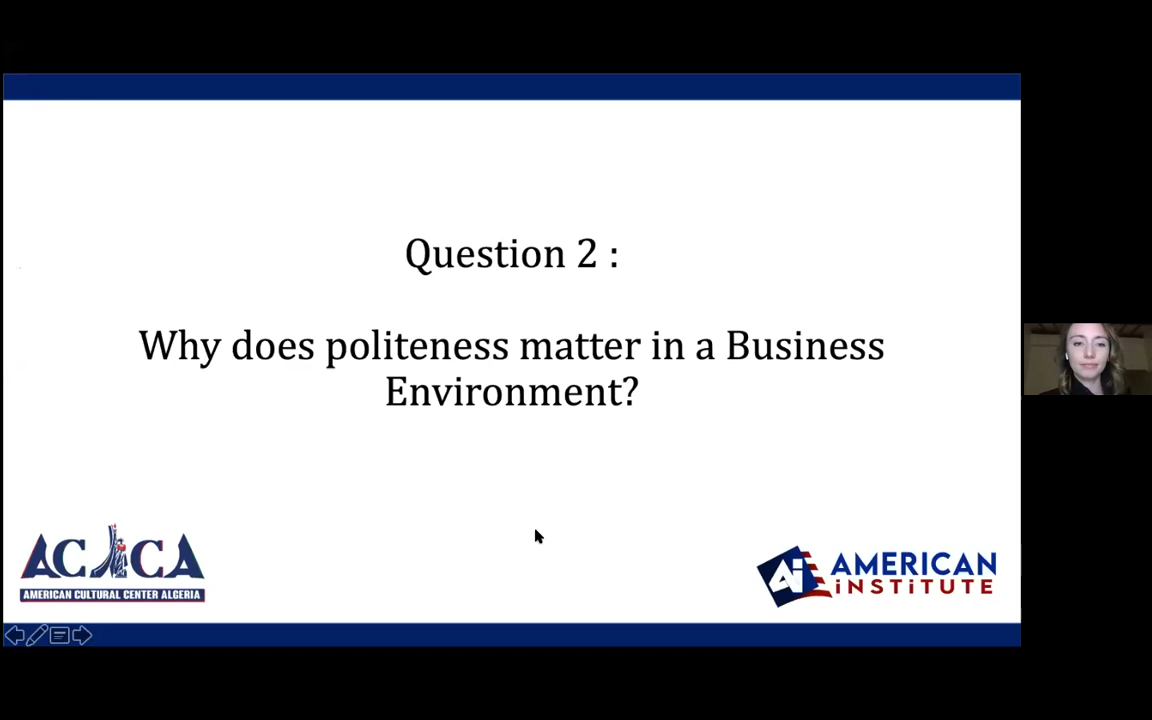 Question 2 :
Why does politeness matter in a Business
Environment?
ACCA
AMERICAN CULTURAL CENTER ALGERIA
Ai
AMERICAN
iNSTiTUTE